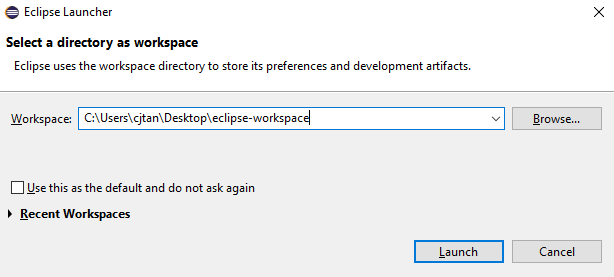 Eclipse Launcher
Select a directory as workspace
Eclipse uses the workspace directory to store its preferences and development artifacts.
Workspace: C:\Users\cjtan\Desktop\eclipse-workspace Browse...
Use this as the default and do not ask again
Recent Workspaces
Launch Cancel